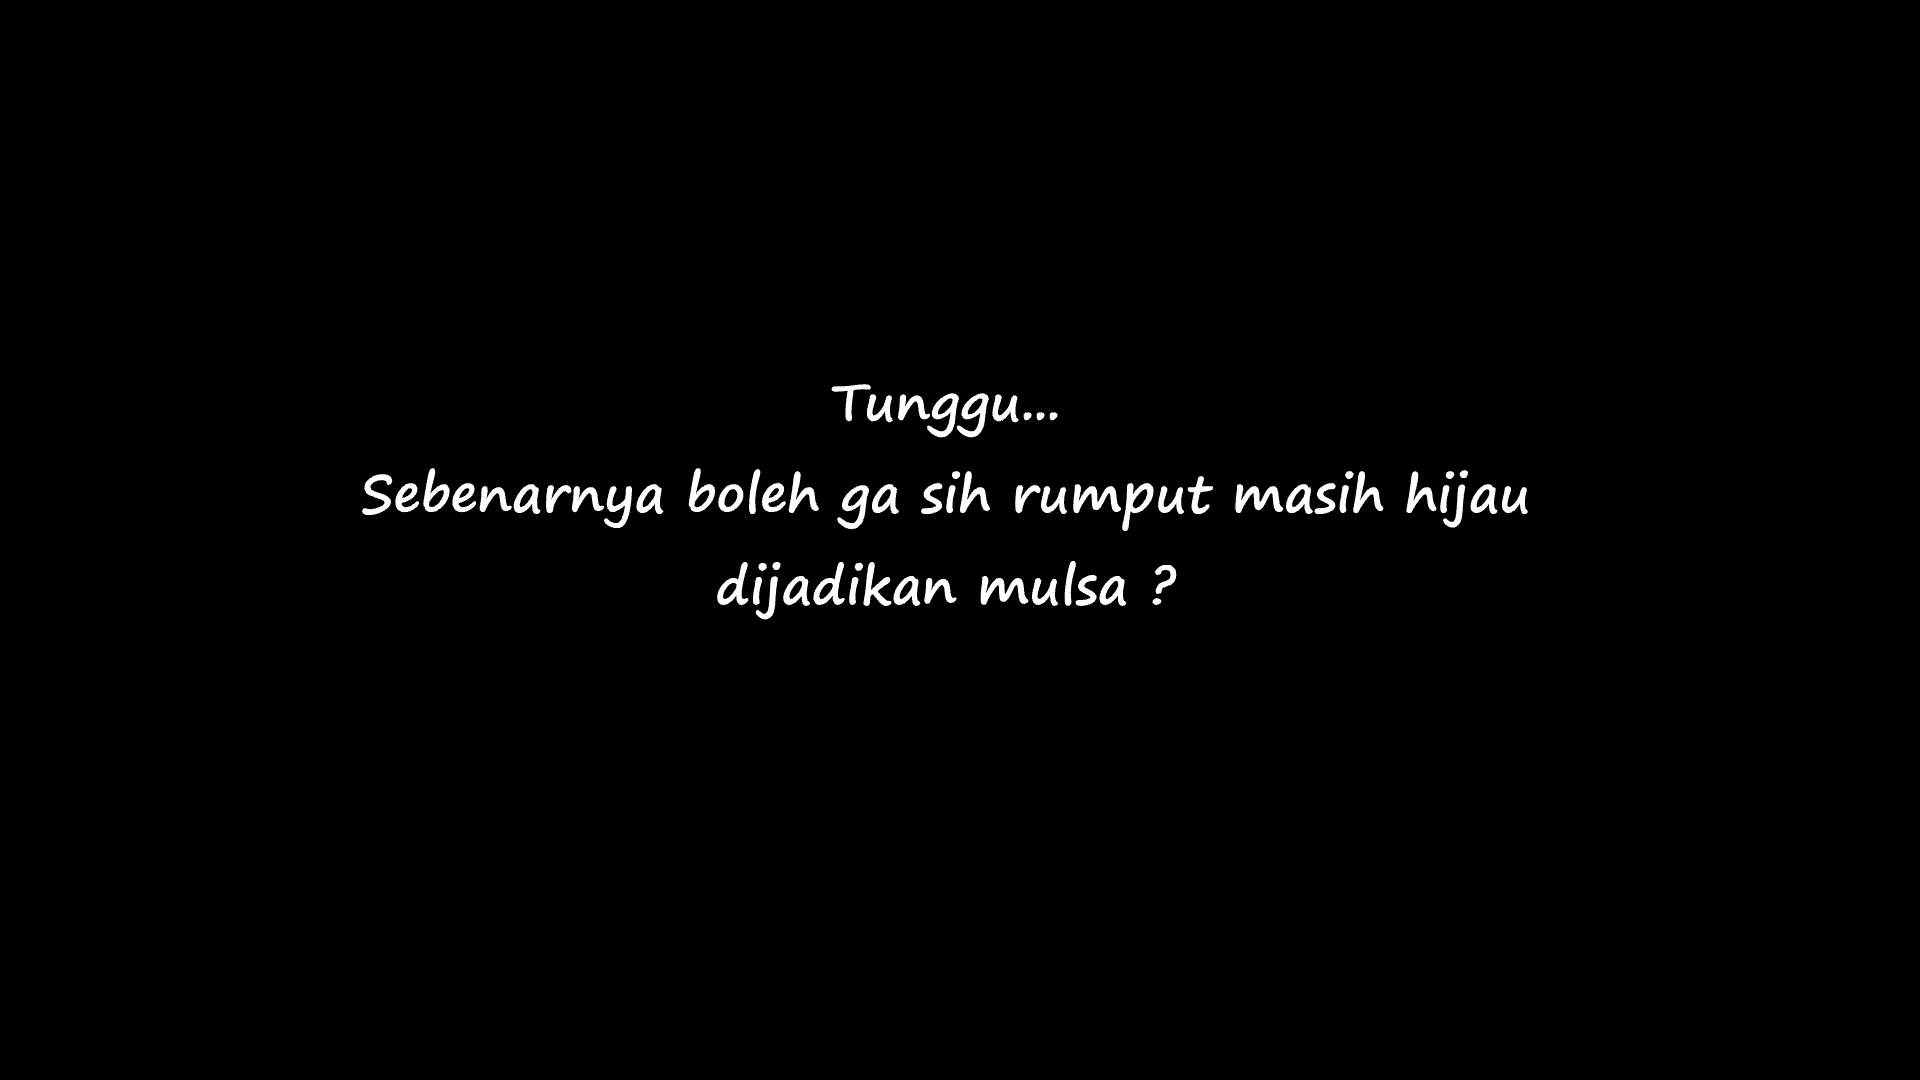 Tunggu...
Sebenarnya boleh ga sih rumput masih hijau
dijadikan mulsa ?